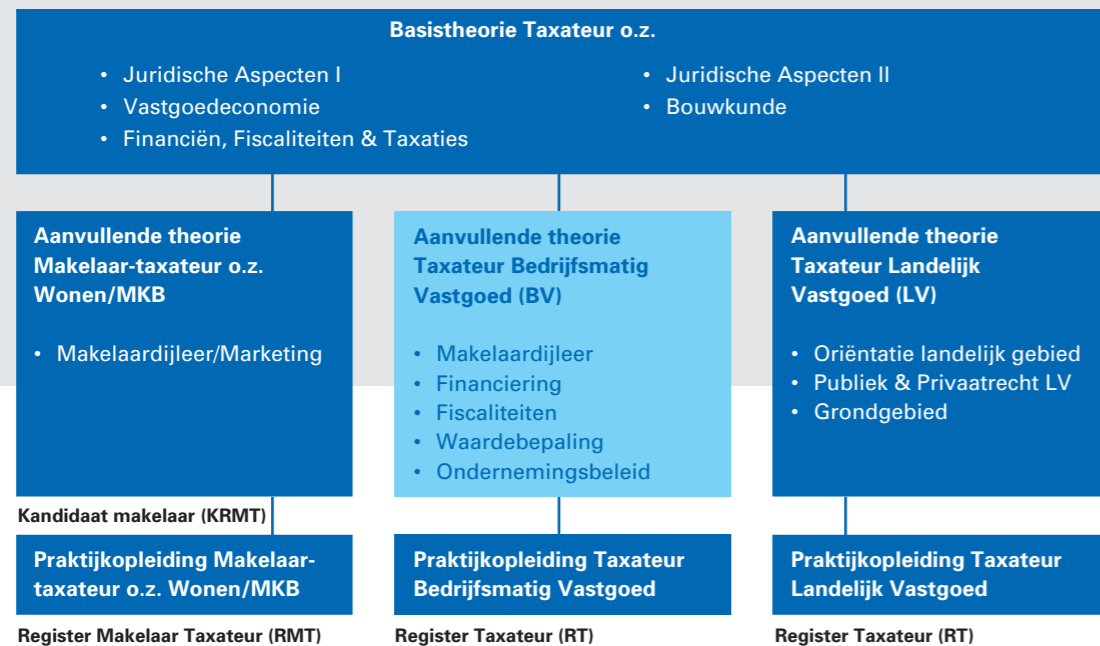 Basistheorie Taxateur o.z.
• Juridische Aspecten I
• Vastgoedeconomie
• Financiën, Fiscaliteiten & Taxaties
• Juridische Aspecten II
• Bouwkunde
Aanvullende theorie
Makelaar-taxateur o.z.
Wonen/MKB
• Makelaardijleer/Marketing
Kandidaat makelaar (KRMT)
Praktijkopleiding Makelaar-
taxateur o.z. Wonen/MKB
Register Makelaar Taxateur (RMT)
Aanvullende theorie
Taxateur Bedrijfsmatig
Vastgoed (BV)
• Makelaardijleer
• Financiering
• Fiscaliteiten
• Waardebepaling
• Ondernemingsbeleid
Praktijkopleiding Taxateur
Bedrijfsmatig Vastgoed
Register Taxateur (RT)
Aanvullende theorie
Taxateur Landelijk
Vastgoed (LV)
• Oriëntatie landelijk gebied
• Publiek & Privaatrecht LV
• Grondgebied
Praktijkopleiding Taxateur
Landelijk Vastgoed
Register Taxateur (RT)